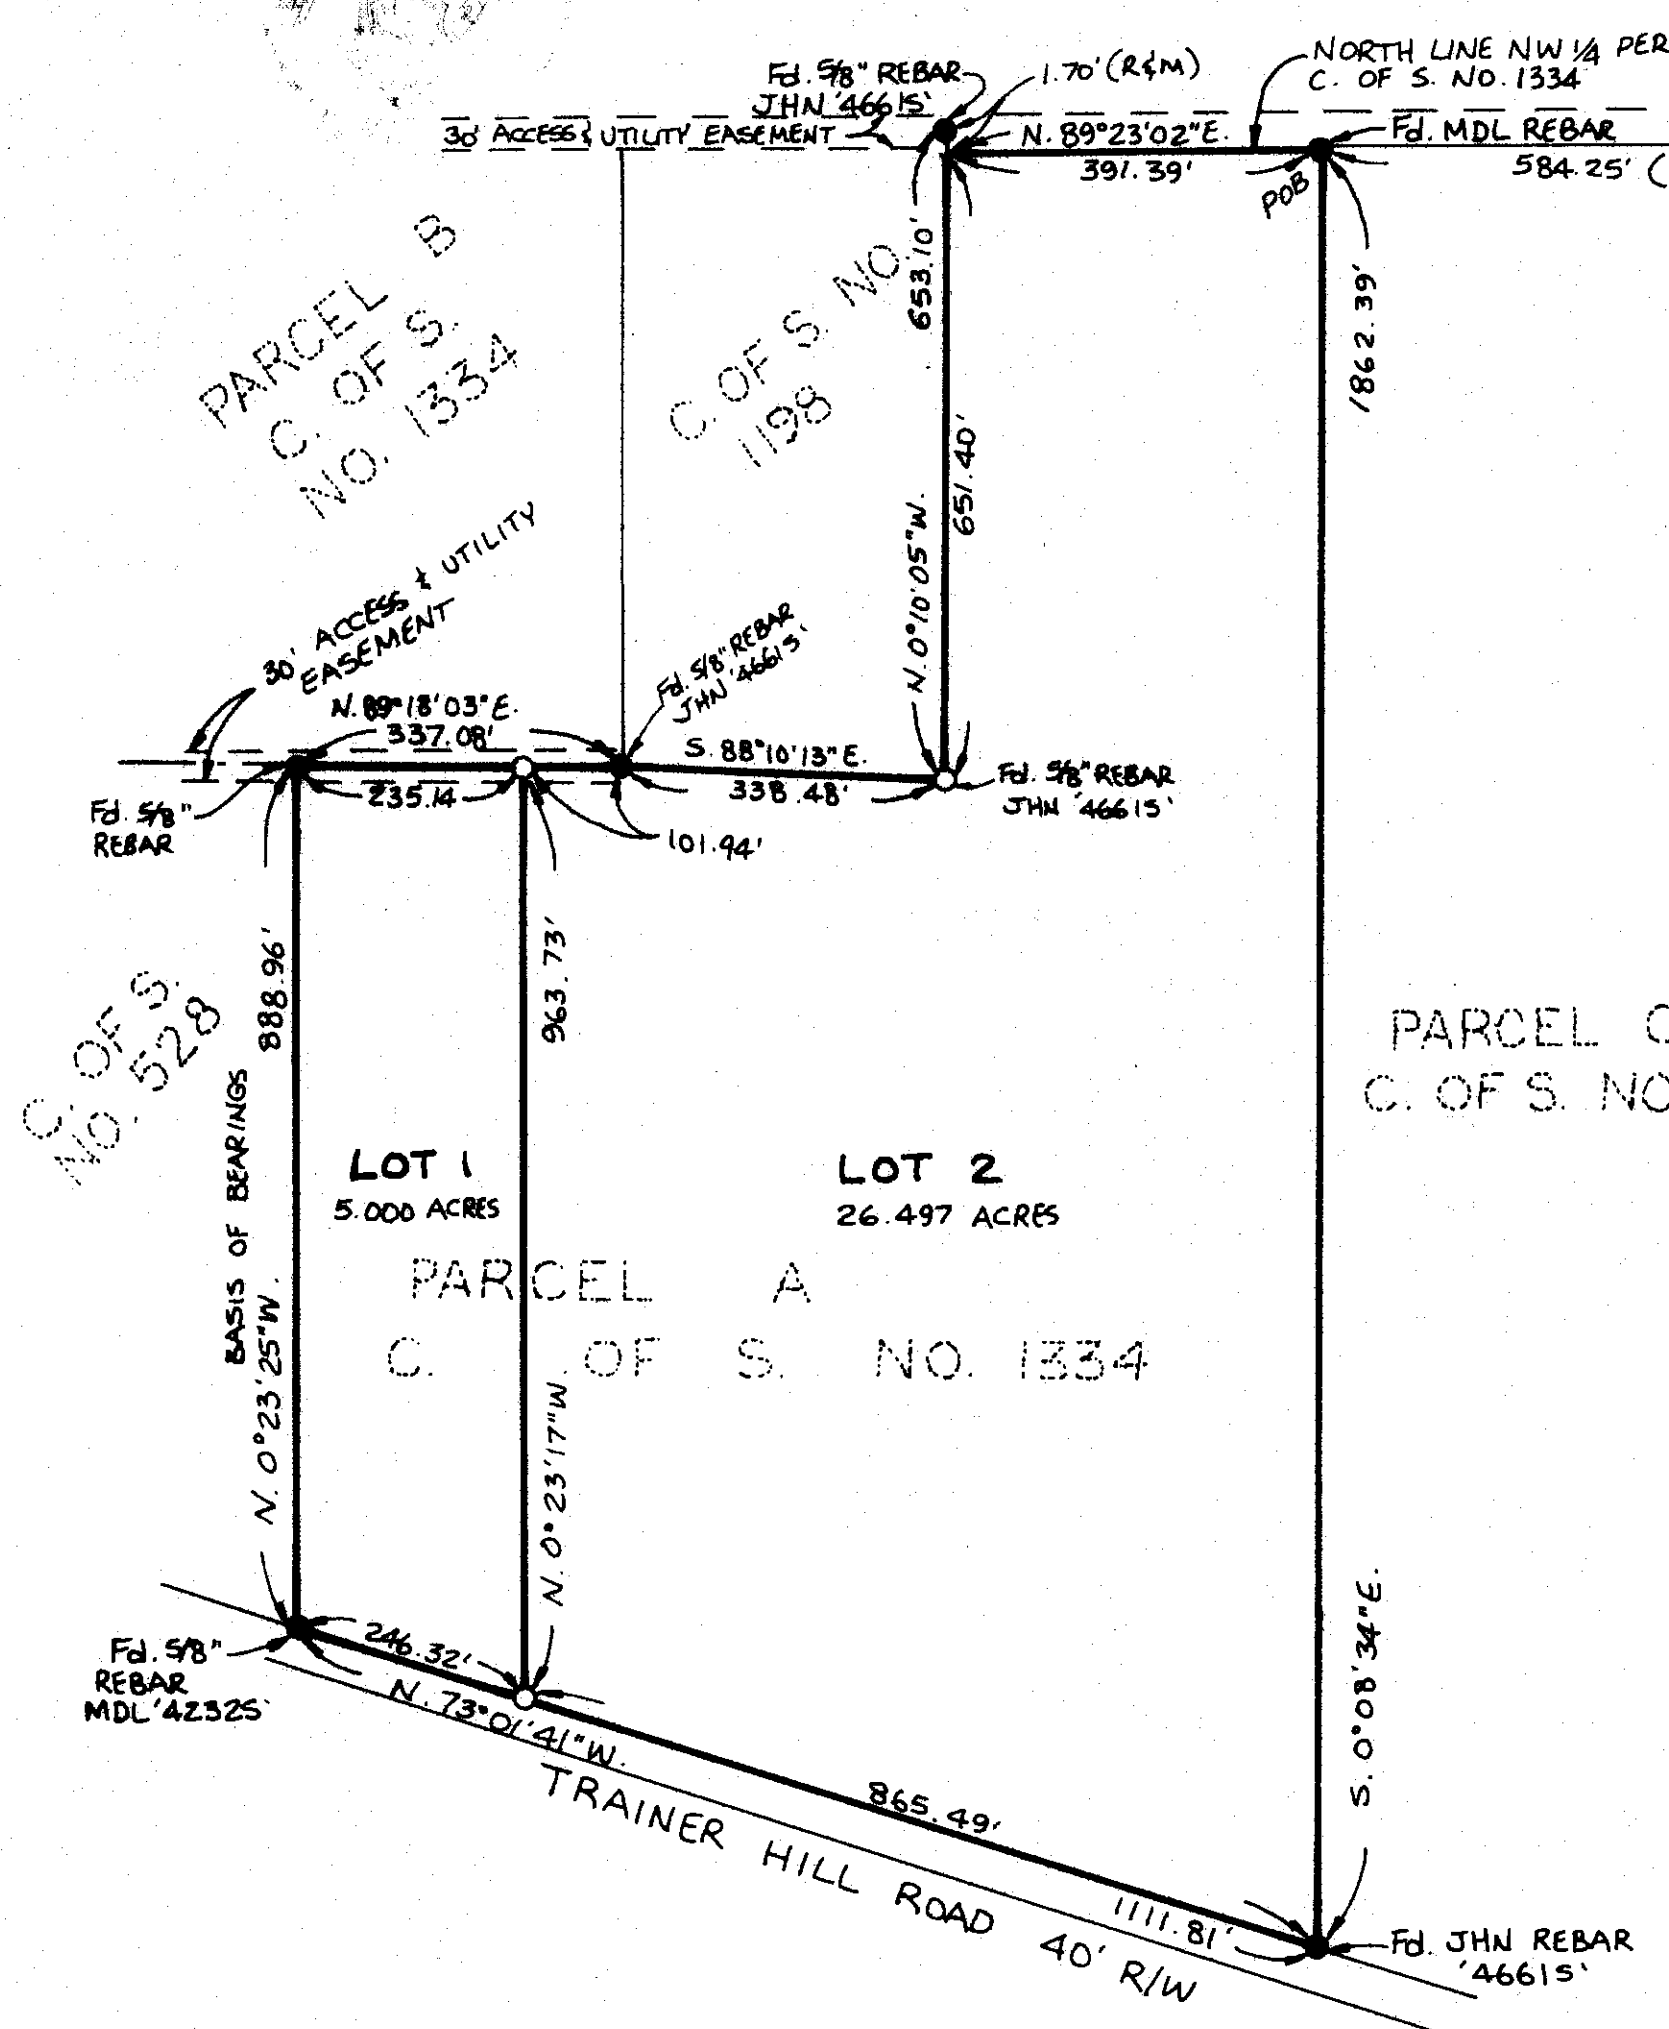 NORTH LINE NW 1/4 PER
C. OF S. NO. 1334
Fd. 5/8" REBAR
JHN '4661S'
1.70' (R&M)
30' ACCESS & UTILITY EASEMENT
N. 89°23'02"E.
391.39'
Fd. MDL REBAR
584.25' (
POB
PARCEL B
C. OF S.
NO. 1334
C. OF S. NO.
1198
653.10'
651.40'
N. 0°10'05"W.
1862.39'
30' ACCESS & UTILITY
EASEMENT
N. 89°18'03"E.
337.08'
Fd. 5/8" REBAR
JHN '4661S'
S. 88°10'13"E.
338.48'
235.14
101.94'
Fd. 5/8" REBAR
JHN '4661S'
Fd. 5/8"
REBAR
888.96'
963.73'
C. OF S.
NO. 528
BASIS OF BEARINGS
N. 0°23'25"W.
PARCEL C
C. OF S. NO
LOT 1
5.000 ACRES
LOT 2
26.497 ACRES
PARCEL A
C. OF S. NO. 1334
N. 0°23'17"W
S. 0°08'34"E.
Fd. 5/8"
REBAR
MDL '4232S'
246.32'
N. 73°01'41"W.
865.49'
1111.81'
TRAINER HILL ROAD 40' R/W
Fd. JHN REBAR
'4661S'